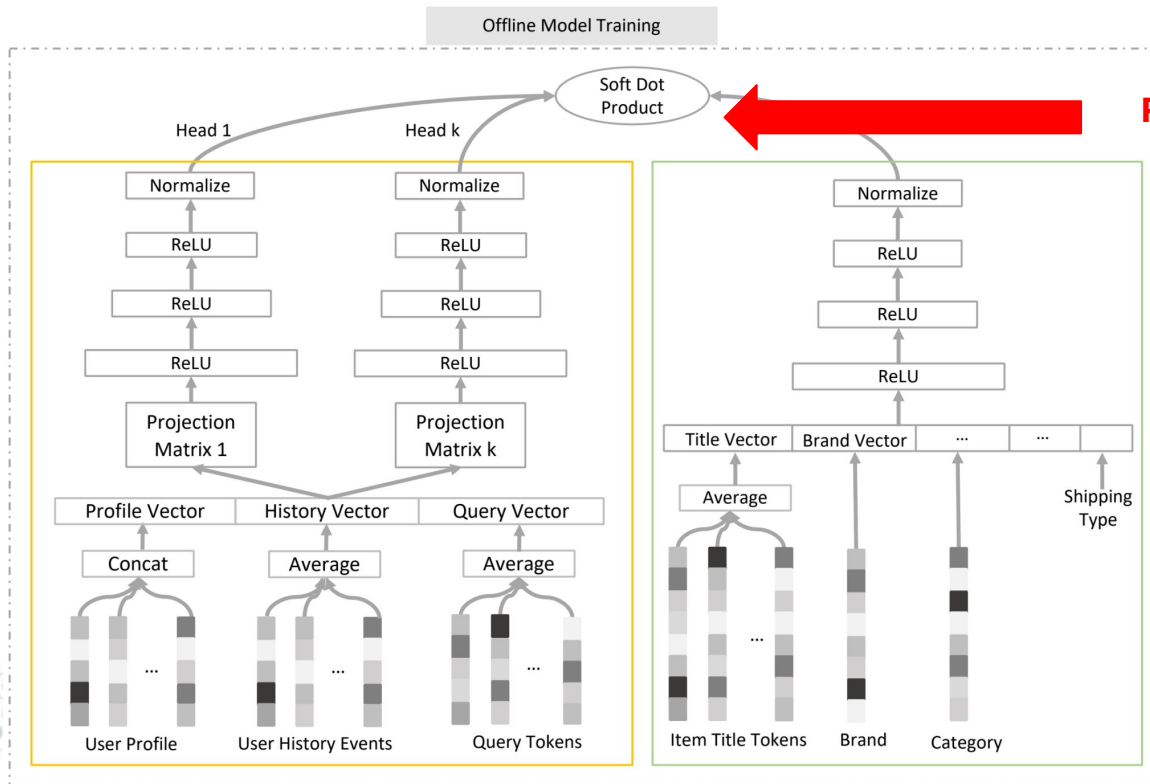 Offline Model Training
Soft Dot
Product
Head 1
Head k
Normalize
Normalize
Normalize
ReLU
ReLU
ReLU
ReLU
ReLU
ReLU
ReLU
ReLU
ReLU
Projection
Matrix 1
Projection
Matrix k
Title Vector
Brand Vector
...
...
Profile Vector
History Vector
Query Vector
Average
Shipping
Type
Concat
Average
Average
...
...
...
...
User Profile
User History Events
Query Tokens
Item Title Tokens
Brand
Category